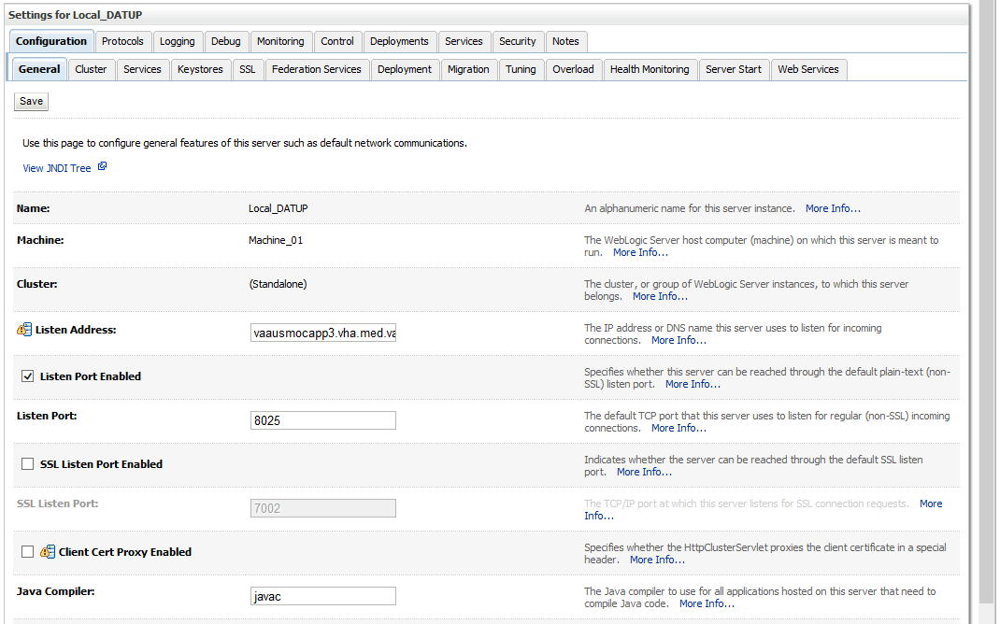 Settings for Local_DATUP
Configuration Protocols Logging Debug Monitoring Control Deployments Services Security Notes
General Cluster Services Keystores SSL Federation Services Deployment Migration Tuning Overload Health Monitoring Server Start Web Services
Save
Use this page to configure general features of this server such as default network communications.
View JNDI Tree
Name: Local_DATUP An alphanumeric name for this server instance. More Info...
Machine: Machine_01 The WebLogic Server host computer (machine) on which this server is meant to
run. More Info...
Cluster: (Standalone) The cluster, or group of WebLogic Server instances, to which this server
belongs. More Info...
Listen Address: vaausmocapp3.vha.med.va The IP address or DNS name this server uses to listen for incoming
connections. More Info...
Listen Port Enabled Specifies whether this server can be reached through the default plain-text (non-
SSL) listen port. More Info...
Listen Port: 8025 The default TCP port that this server uses to listen for regular (non-SSL) incoming
connections. More Info...
SSL Listen Port Enabled Indicates whether the server can be reached through the default SSL listen
port. More Info...
SSL Listen Port: 7002 The TCP/IP port at which this server listens for SSL connection requests. More
Info...
Client Cert Proxy Enabled Specifies whether the HttpClusterServlet proxies the client certificate in a special
header. More Info...
Java Compiler: javac The Java compiler to use for all applications hosted on this server that need to
compile Java code. More Info...